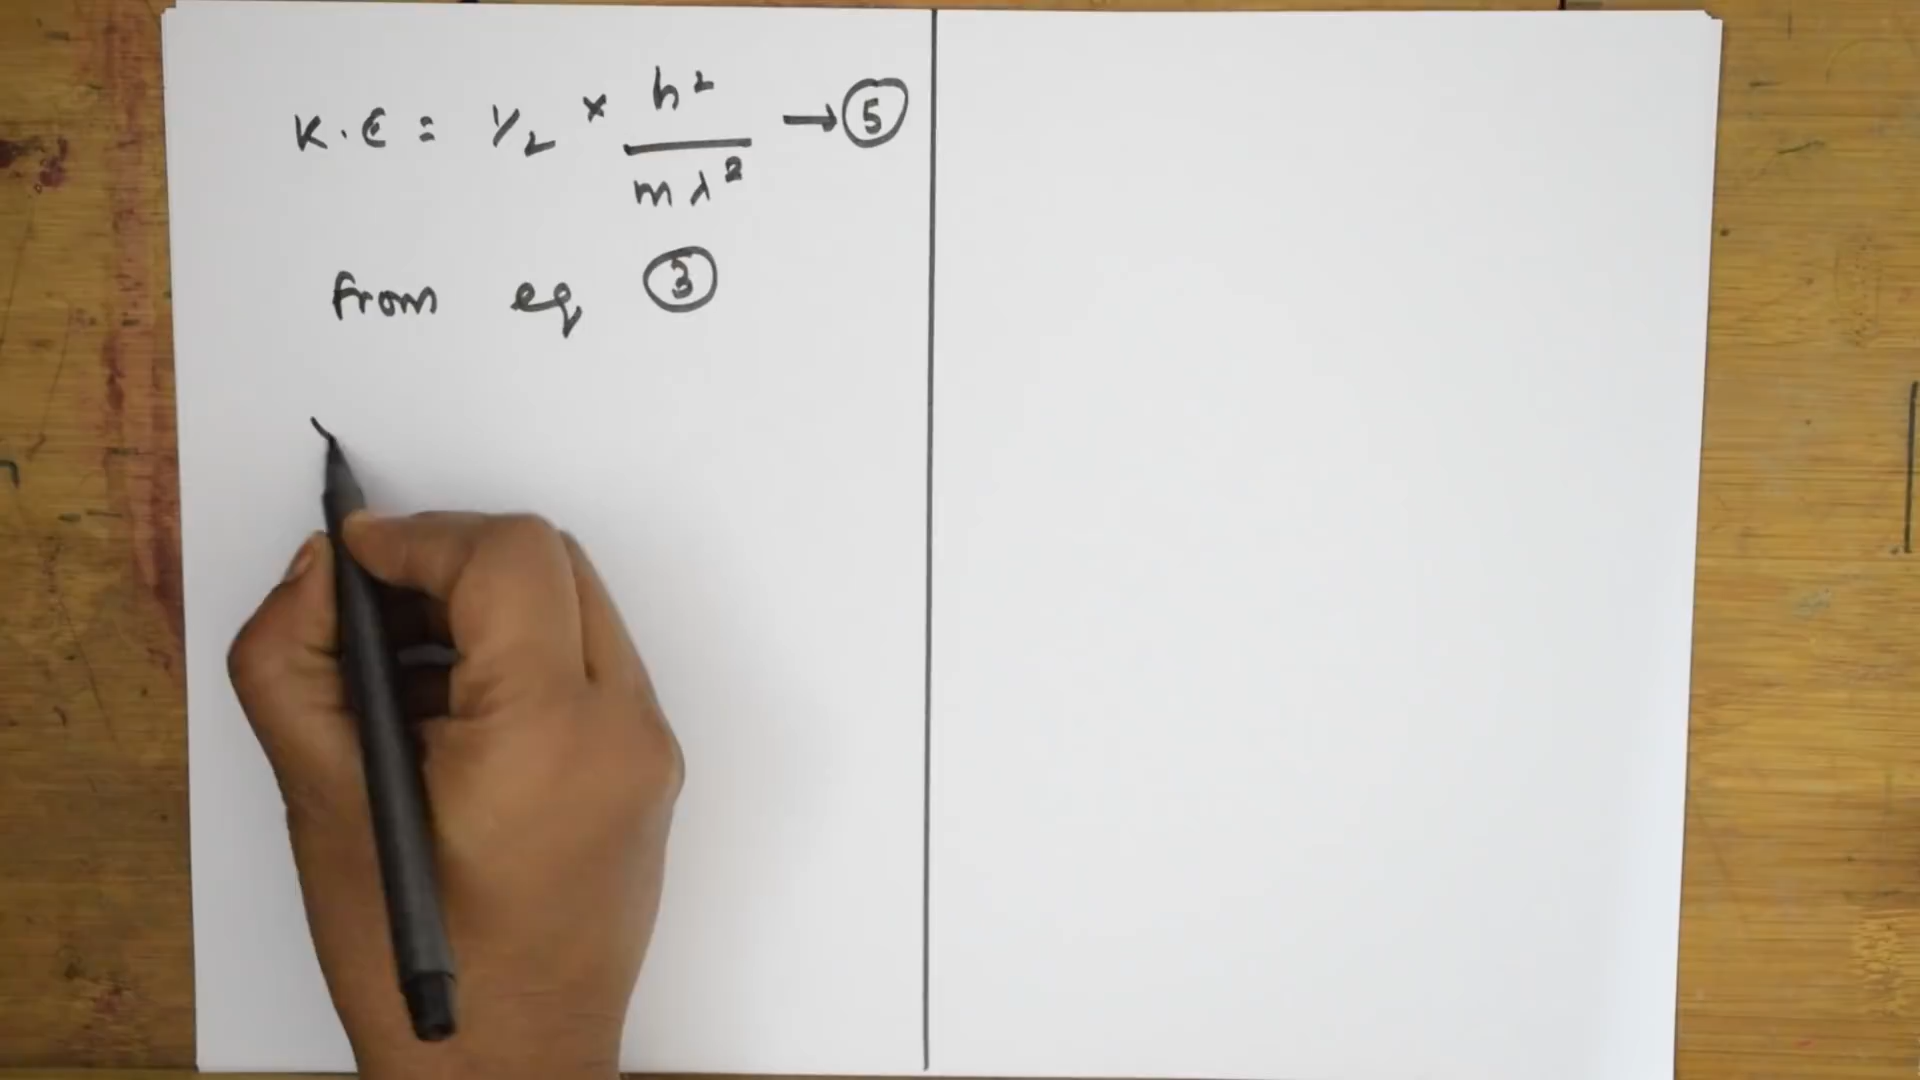 K.E = 1/2 × h² / mλ² → ⑤
From eq ③